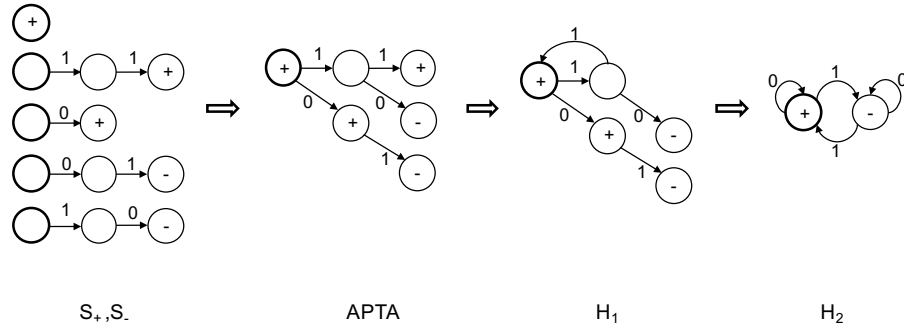 +
1 1 +
0 +
0 1 -
1 0 -
+ 1 1 +
0 + 0 -
1 -
1
+ 1
0 + 0 -
1 -
0 + 1 - 0
1
S+,S- APTA H1 H2